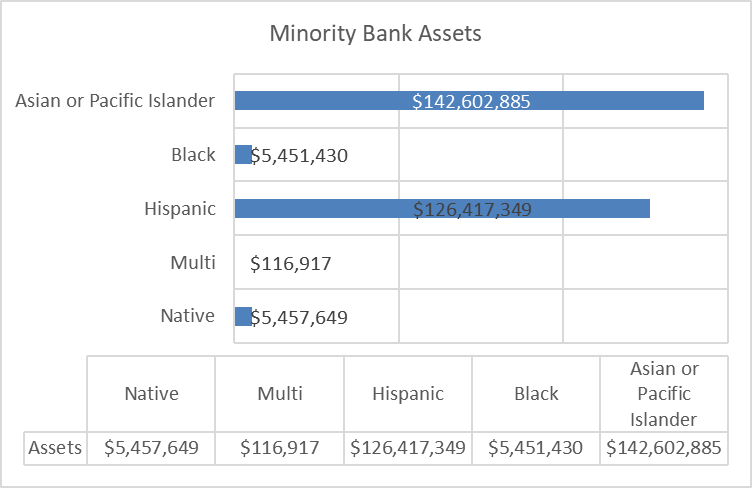 Minority Bank Assets
Asian or Pacific Islander $142,602,885
Black $5,451,430
Hispanic $126,417,349
Multi $116,917
Native $5,457,649
Native Multi Hispanic Black Asian or Pacific Islander
Assets $5,457,649 $116,917 $126,417,349 $5,451,430 $142,602,885